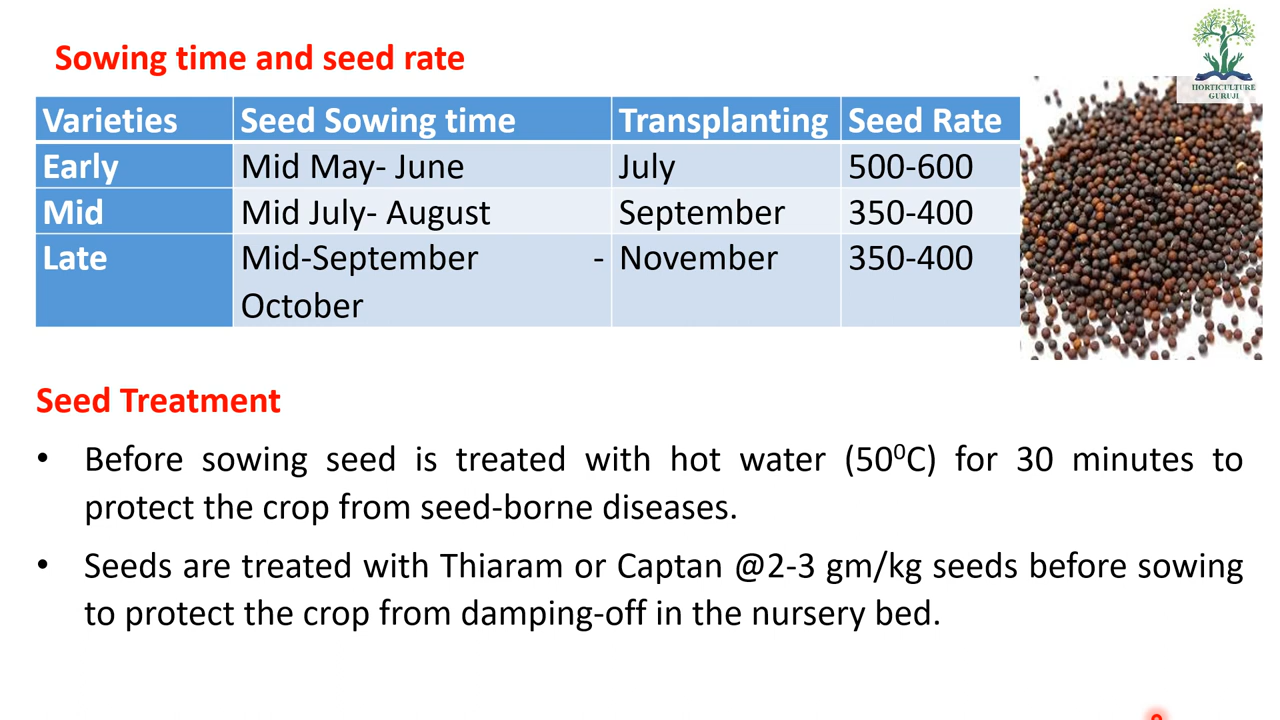 Sowing time and seed rate
HORTICULTURE
GURUJI
Varieties Seed Sowing time Transplanting Seed Rate
Early Mid May- June July 500-600
Mid Mid July- August September 350-400
Late Mid-September - November 350-400
October
Seed Treatment
• Before sowing seed is treated with hot water (50⁰C) for 30 minutes to
protect the crop from seed-borne diseases.
• Seeds are treated with Thiaram or Captan @2-3 gm/kg seeds before sowing
to protect the crop from damping-off in the nursery bed.